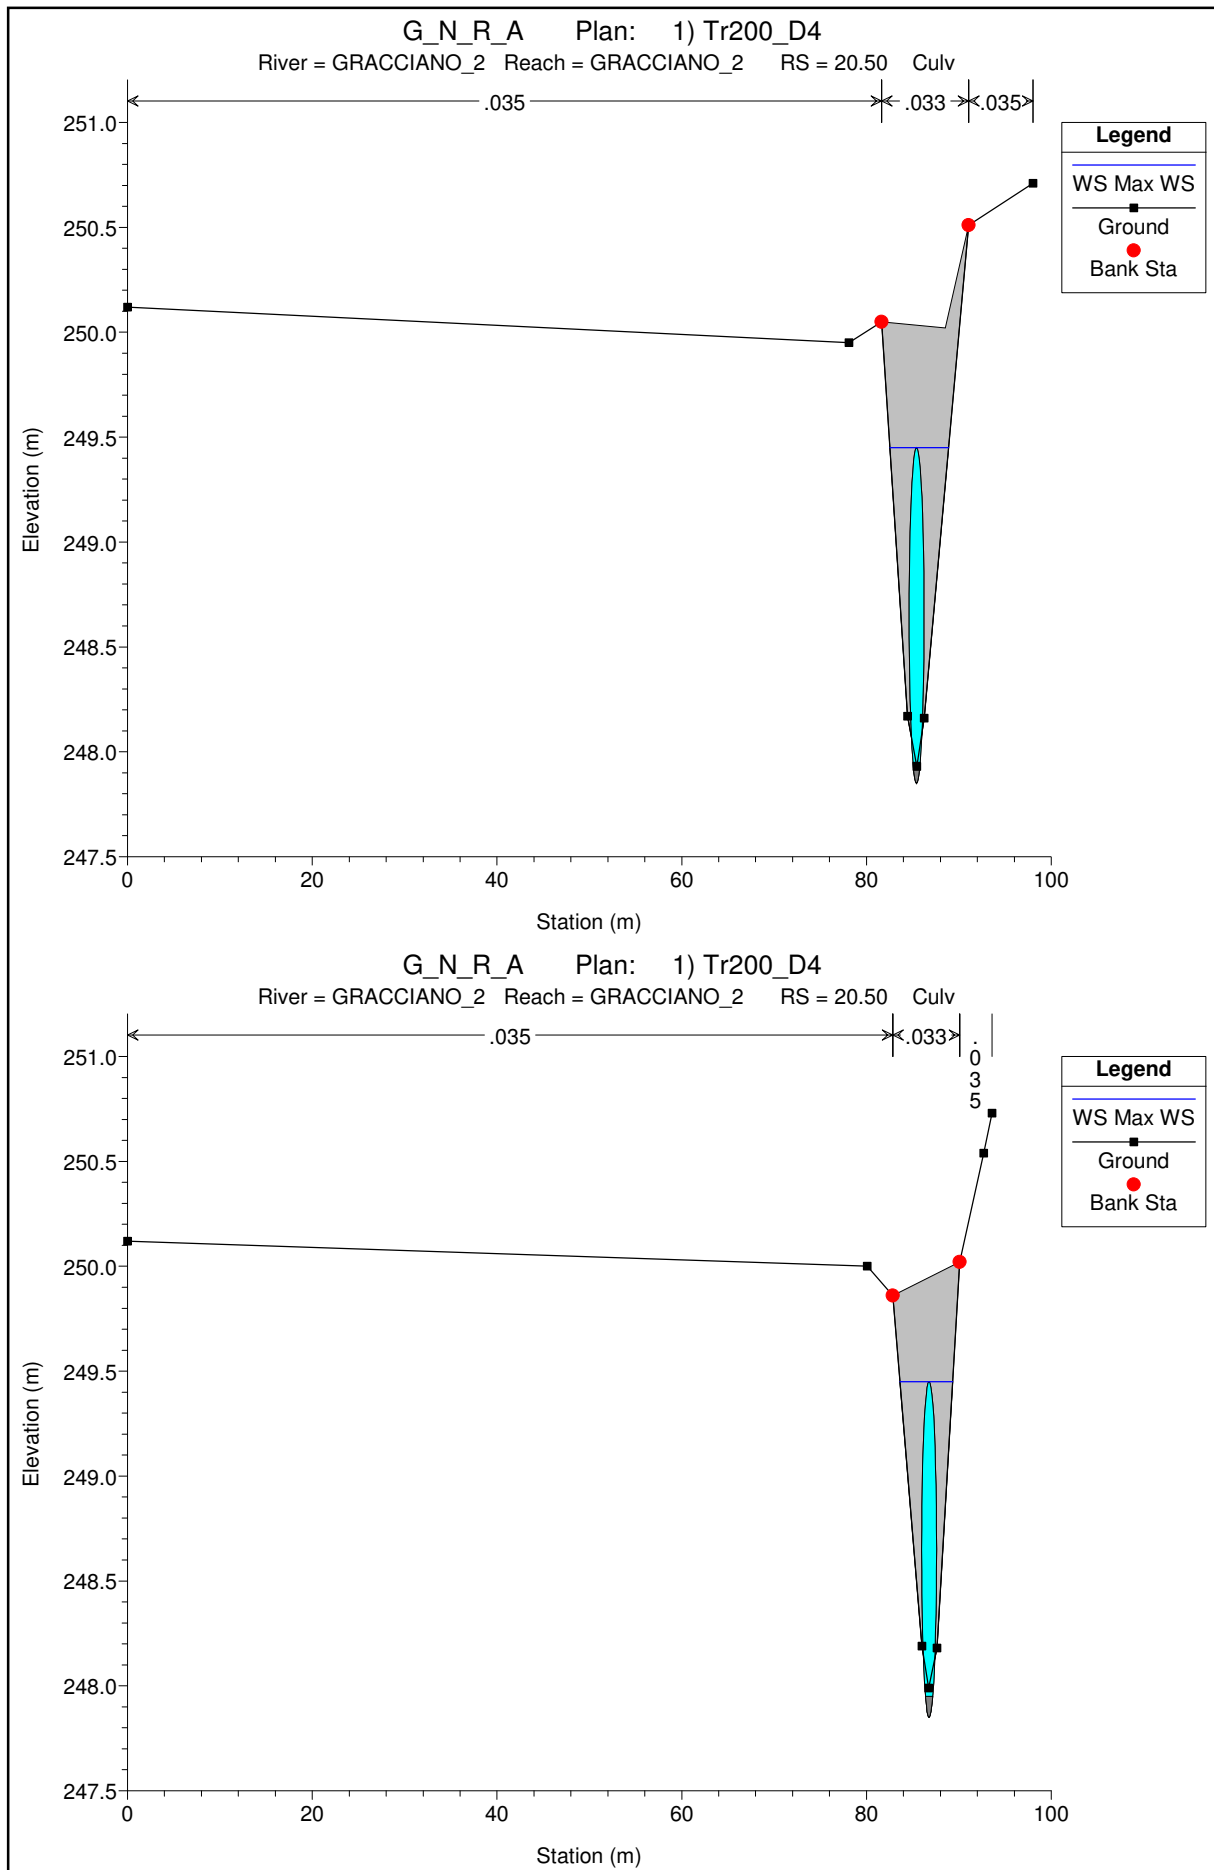 G_N_R_A Plan: 1) Tr200_D4
River = GRACCIANO_2 Reach = GRACCIANO_2 RS = 20.50 Culv
.035 .033 .035
251.0
250.5
250.0
249.5
249.0
248.5
248.0
247.5
Elevation (m)
0 20 40 60 80 100
Station (m)
Legend
WS Max WS
Ground
Bank Sta
G_N_R_A Plan: 1) Tr200_D4
River = GRACCIANO_2 Reach = GRACCIANO_2 RS = 20.50 Culv
.035 .033 .035
251.0
250.5
250.0
249.5
249.0
248.5
248.0
247.5
Elevation (m)
0 20 40 60 80 100
Station (m)
Legend
WS Max WS
Ground
Bank Sta